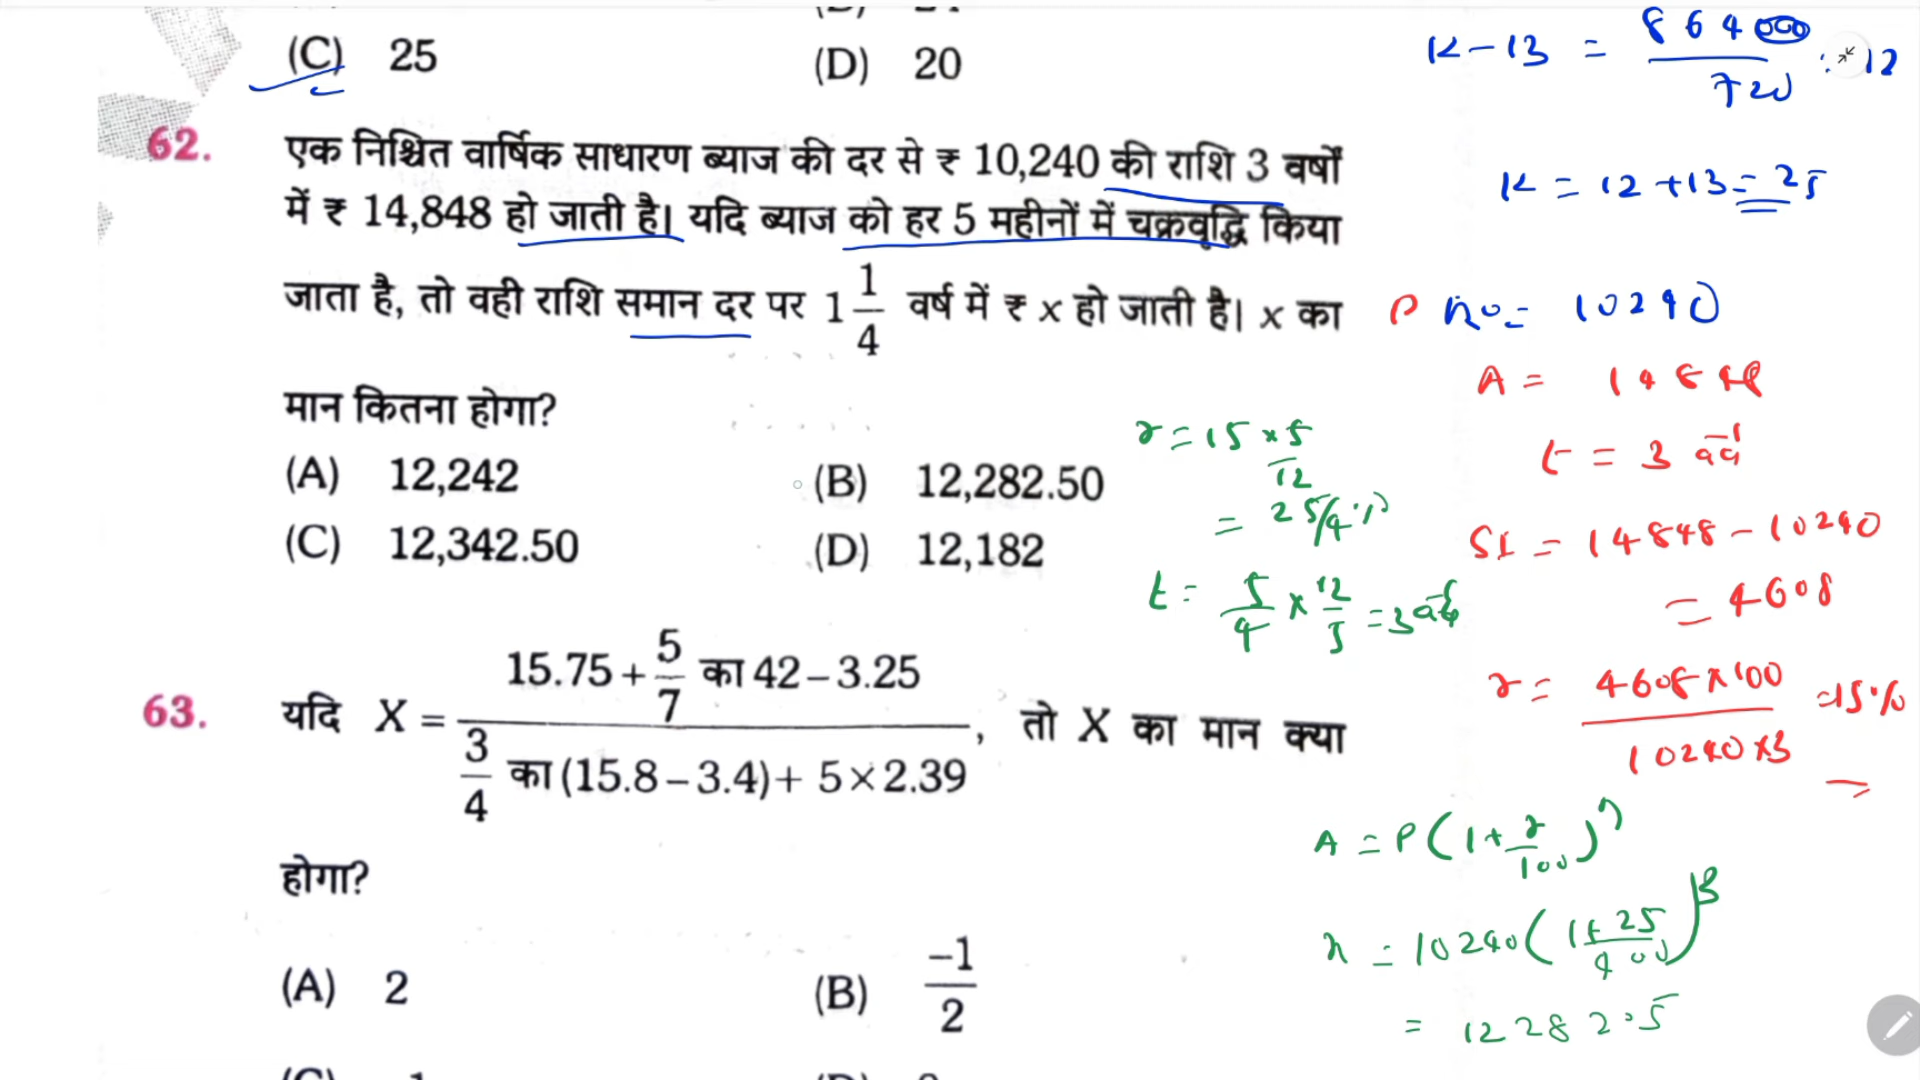 (C) 25
(D) 20
62. एक निश्चित वार्षिक साधारण ब्याज की दर से ₹ 10,240 की राशि 3 वर्षों
में ₹ 14,848 हो जाती है। यदि ब्याज को हर 5 महीनों में चक्रवृद्धि किया
जाता है, तो वही राशि समान दर पर 1 1/4 वर्ष में ₹ x हो जाती है। x का
मान कितना होगा?
(A) 12,242
(B) 12,282.50
(C) 12,342.50
(D) 12,182
63. यदि X = (15.75 + 5/7 का 42 – 3.25) / (3/4 का (15.8 – 3.4) + 5 × 2.39), तो X का मान क्या
होगा?
(A) 2
(B) –1/2
K – 13 = 864000/720 : 12
K = 12 + 13 = 25
P = 10240
A = 14848
t = 3 वर्ष
SI = 14848 – 10240
= 4608
r = 4608 × 100 / 10240 × 3 = 15%
r = 15 × 5/12
= 25/4 %
t = 5/4 × 12/5 = 3 वर्ष
A = P(1 + r/100)^n
x = 10240(1 + 25/400)^3
= 12282.5